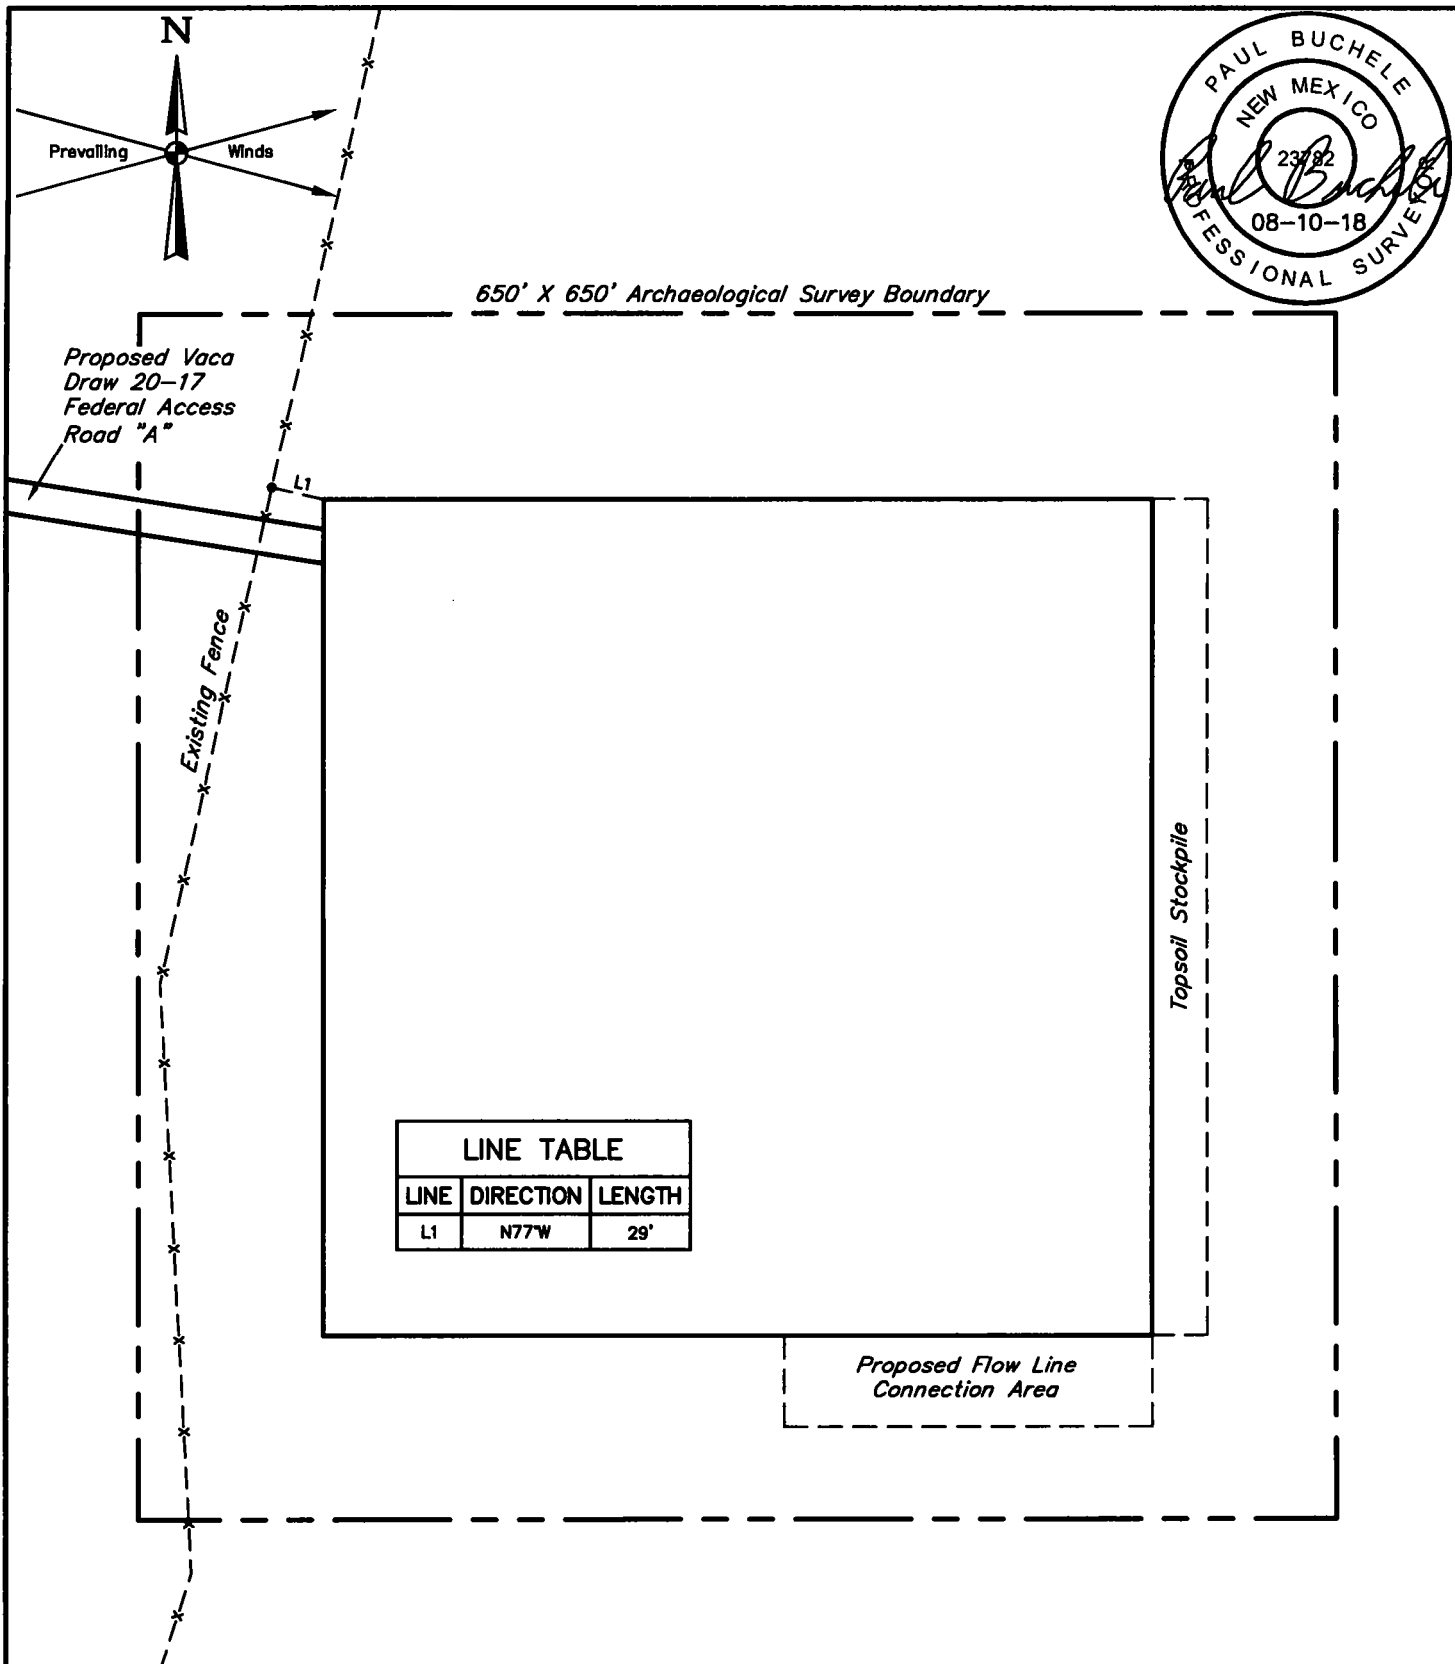 N
Prevailing Winds
PAUL BUCHELE
NEW MEXICO
23782
08-10-18
PROFESSIONAL SURVEYOR
Paul Buchele
650' X 650' Archaeological Survey Boundary
Proposed Vaca
Draw 20-17
Federal Access
Road "A"
L1
Existing Fence
Topsoil Stockpile
LINE TABLE
LINE DIRECTION LENGTH
L1 N77°W 29'
Proposed Flow Line
Connection Area